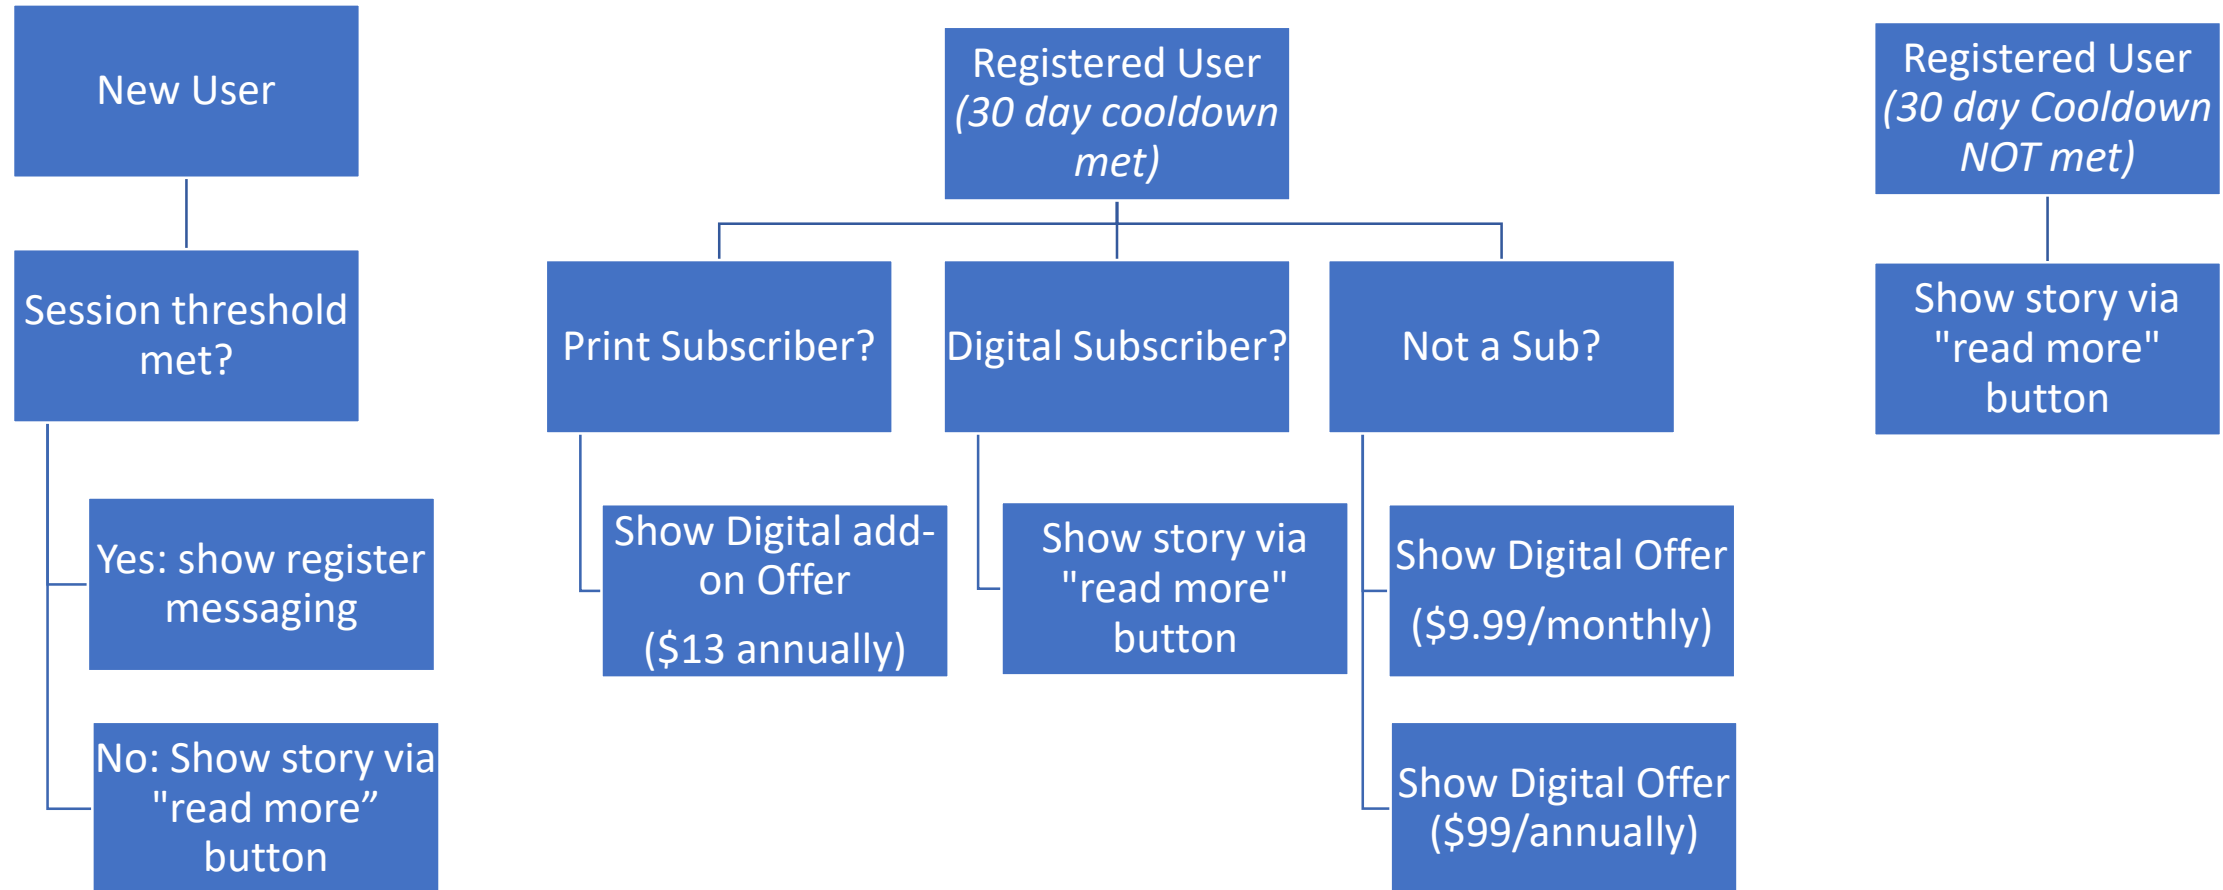 New User
Session threshold
met?
Yes: show register
messaging
No: Show story via
"read more”
button
Registered User
(30 day cooldown
met)
Print Subscriber?
Show Digital add-
on Offer
($13 annually)
Digital Subscriber?
Show story via
"read more"
button
Not a Sub?
Show Digital Offer
($9.99/monthly)
Show Digital Offer
($99/annually)
Registered User
(30 day Cooldown
NOT met)
Show story via
"read more"
button